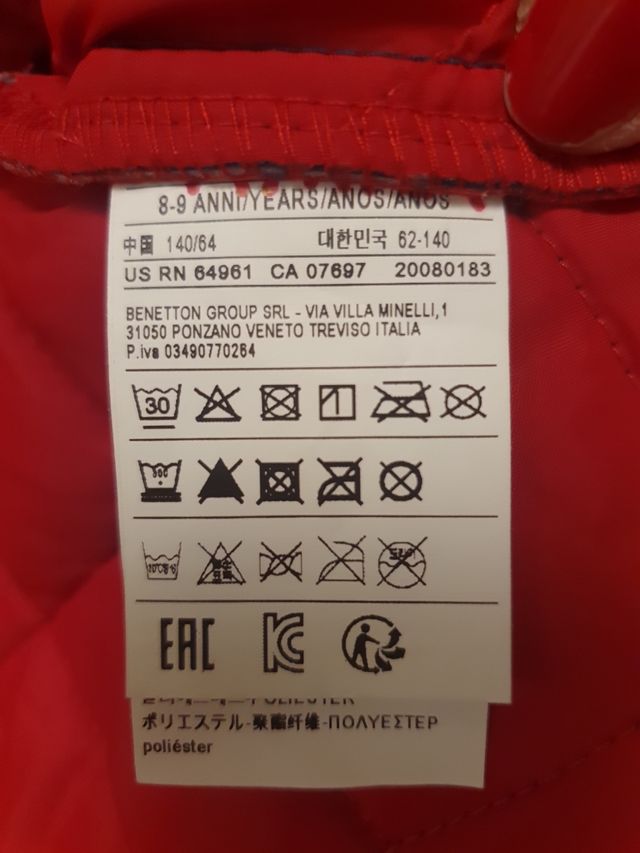 8-9 ANNI/YEARS/ANOS/AÑOS
中国 140/64 대한민국 62-140
US RN 64961 CA 07697 20080183
BENETTON GROUP SRL - VIA VILLA MINELLI,1
31050 PONZANO VENETO TREVISO ITALIA
P.iva 03490770264
30
EAC
POLIESTER
ポリエステル-聚酯纤维-ΠΟΛΥΕΣΤΕΡ
poliéster